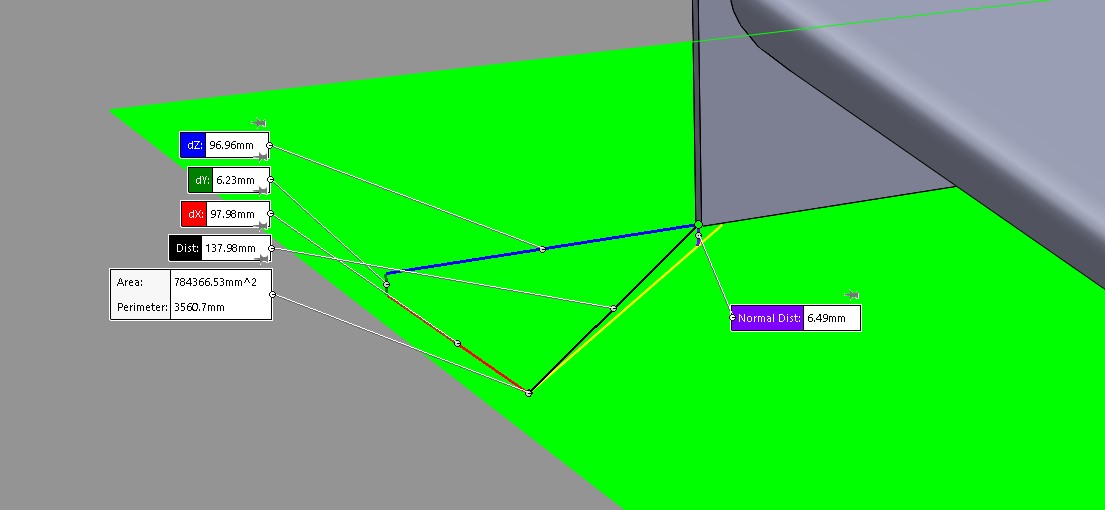 dZ: 96.96mm
dY: 6.23mm
dX: 97.98mm
Dist: 137.98mm
Area: 784366.53mm^2
Perimeter: 3560.7mm
Normal Dist: 6.49mm